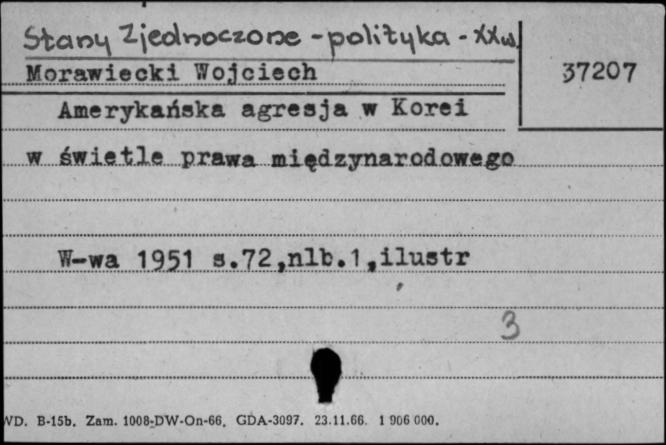 Stany Zjednoczone - polityka - XXw.
Morawiecki Wojciech
37207
Amerykańska agresja w Korei
w świetle prawa międzynarodowego
W-wa 1951 s.72,nlb.1,ilustr
3
WD. B-15b. Zam. 1008-DW-On-66. GDA-3097. 23.11.66. 1 906 000.